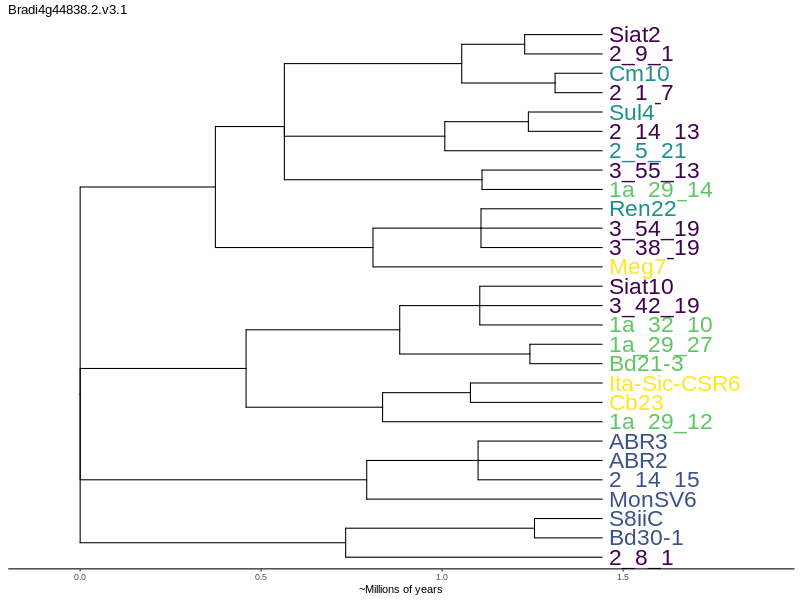 Bradi4g44838.2.v3.1
Siat2
2_9_1
Cm10
2_1_7
Sul4
2_14_13
2_5_21
3_55_13
1a_29_14
Ren22
3_54_19
3_38_19
Meg7
Siat10
3_42_19
1a_32_10
1a_29_27
Bd21-3
Ita-Sic-CSR6
Cb23
1a_29_12
ABR3
ABR2
2_14_15
MonSV6
S8iiC
Bd30-1
2_8_1
0.0 0.5 1.0 1.5
~Millions of years